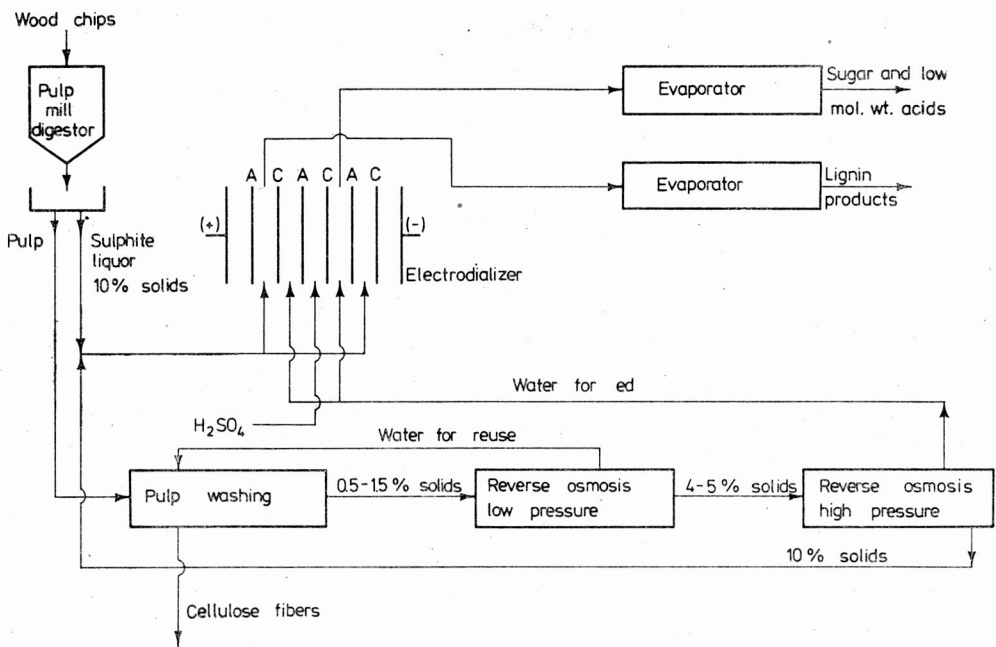 Wood chips
Pulp
mill
digestor
Evaporator
Sugar and low
mol. wt. acids
A C A C A C
Evaporator
Lignin
products
(+)
(-)
Pulp
Sulphite
liquor
10% solids
Electrodializer
Water for ed
H₂SO₄
Water for reuse
Pulp washing
0.5-1.5% solids
Reverse osmosis
low pressure
4-5% solids
Reverse osmosis
high pressure
10% solids
Cellulose fibers